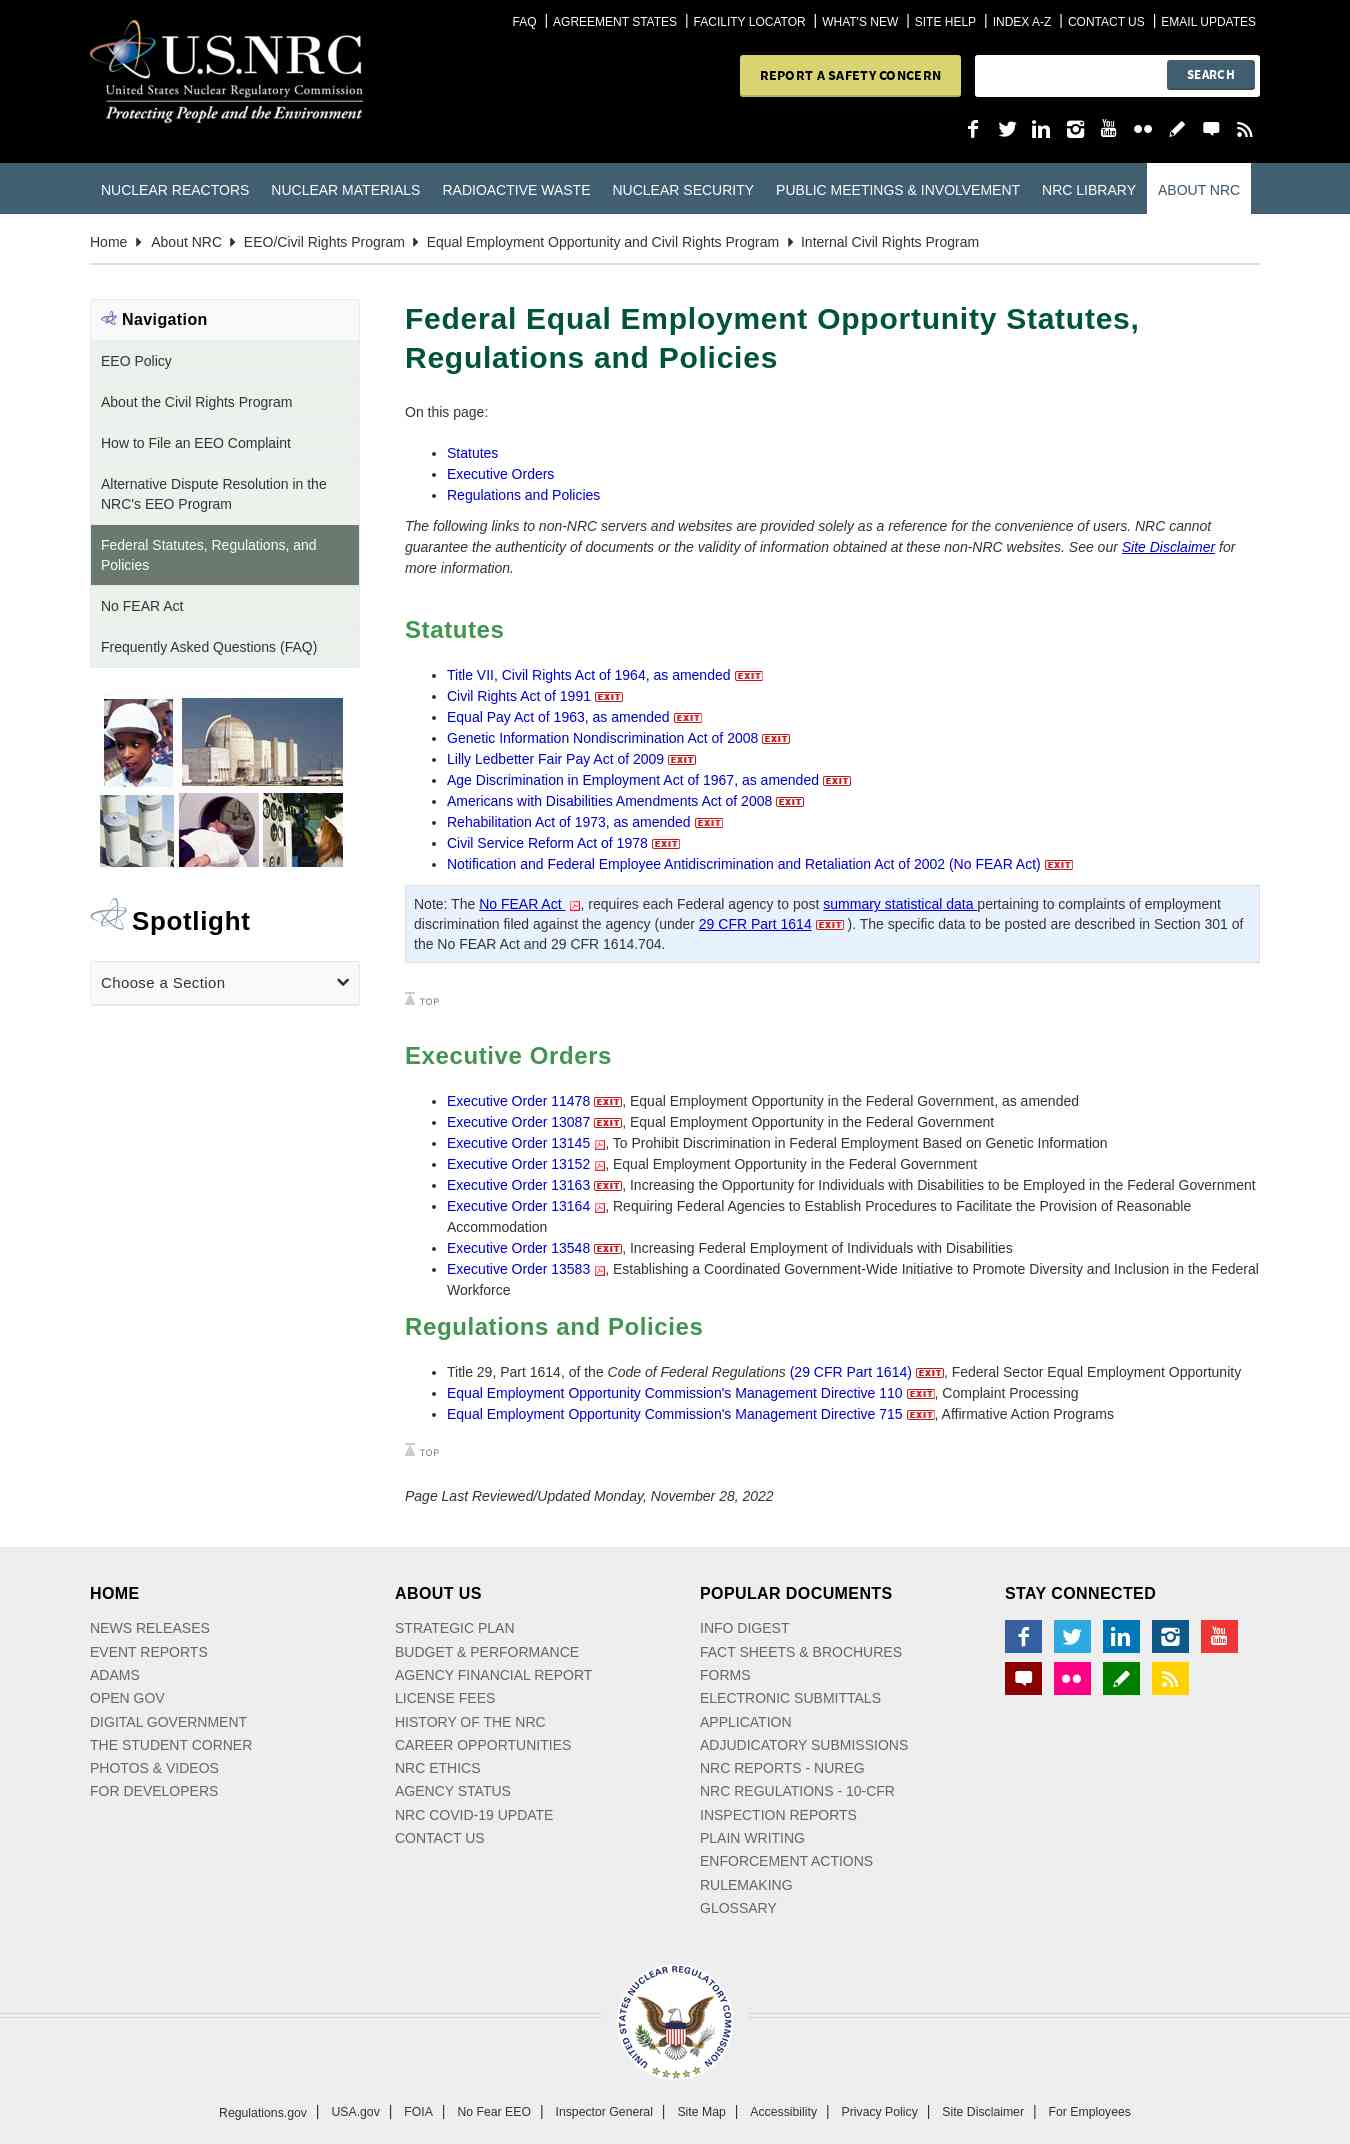 FAQ | AGREEMENT STATES | FACILITY LOCATOR | WHAT'S NEW | SITE HELP | INDEX A-Z | CONTACT US | EMAIL UPDATES
U.S.NRC
United States Nuclear Regulatory Commission
Protecting People and the Environment
REPORT A SAFETY CONCERN
SEARCH
NUCLEAR REACTORS NUCLEAR MATERIALS RADIOACTIVE WASTE NUCLEAR SECURITY PUBLIC MEETINGS & INVOLVEMENT NRC LIBRARY ABOUT NRC
Home About NRC EEO/Civil Rights Program Equal Employment Opportunity and Civil Rights Program Internal Civil Rights Program
Navigation
EEO Policy
About the Civil Rights Program
How to File an EEO Complaint
Alternative Dispute Resolution in the
NRC's EEO Program
Federal Statutes, Regulations, and
Policies
No FEAR Act
Frequently Asked Questions (FAQ)
Spotlight
Choose a Section
Federal Equal Employment Opportunity Statutes,
Regulations and Policies
On this page:
Statutes
Executive Orders
Regulations and Policies
The following links to non-NRC servers and websites are provided solely as a reference for the convenience of users. NRC cannot
guarantee the authenticity of documents or the validity of information obtained at these non-NRC websites. See our Site Disclaimer for
more information.
Statutes
Title VII, Civil Rights Act of 1964, as amended EXIT
Civil Rights Act of 1991 EXIT
Equal Pay Act of 1963, as amended EXIT
Genetic Information Nondiscrimination Act of 2008 EXIT
Lilly Ledbetter Fair Pay Act of 2009 EXIT
Age Discrimination in Employment Act of 1967, as amended EXIT
Americans with Disabilities Amendments Act of 2008 EXIT
Rehabilitation Act of 1973, as amended EXIT
Civil Service Reform Act of 1978 EXIT
Notification and Federal Employee Antidiscrimination and Retaliation Act of 2002 (No FEAR Act) EXIT
Note: The No FEAR Act , requires each Federal agency to post summary statistical data pertaining to complaints of employment
discrimination filed against the agency (under 29 CFR Part 1614 EXIT ). The specific data to be posted are described in Section 301 of
the No FEAR Act and 29 CFR 1614.704.
TOP
Executive Orders
Executive Order 11478 EXIT, Equal Employment Opportunity in the Federal Government, as amended
Executive Order 13087 EXIT, Equal Employment Opportunity in the Federal Government
Executive Order 13145 , To Prohibit Discrimination in Federal Employment Based on Genetic Information
Executive Order 13152 , Equal Employment Opportunity in the Federal Government
Executive Order 13163 EXIT, Increasing the Opportunity for Individuals with Disabilities to be Employed in the Federal Government
Executive Order 13164 , Requiring Federal Agencies to Establish Procedures to Facilitate the Provision of Reasonable
Accommodation
Executive Order 13548 EXIT, Increasing Federal Employment of Individuals with Disabilities
Executive Order 13583 , Establishing a Coordinated Government-Wide Initiative to Promote Diversity and Inclusion in the Federal
Workforce
Regulations and Policies
Title 29, Part 1614, of the Code of Federal Regulations (29 CFR Part 1614) EXIT, Federal Sector Equal Employment Opportunity
Equal Employment Opportunity Commission's Management Directive 110 EXIT, Complaint Processing
Equal Employment Opportunity Commission's Management Directive 715 EXIT, Affirmative Action Programs
TOP
Page Last Reviewed/Updated Monday, November 28, 2022
HOME
NEWS RELEASES
EVENT REPORTS
ADAMS
OPEN GOV
DIGITAL GOVERNMENT
THE STUDENT CORNER
PHOTOS & VIDEOS
FOR DEVELOPERS
ABOUT US
STRATEGIC PLAN
BUDGET & PERFORMANCE
AGENCY FINANCIAL REPORT
LICENSE FEES
HISTORY OF THE NRC
CAREER OPPORTUNITIES
NRC ETHICS
AGENCY STATUS
NRC COVID-19 UPDATE
CONTACT US
POPULAR DOCUMENTS
INFO DIGEST
FACT SHEETS & BROCHURES
FORMS
ELECTRONIC SUBMITTALS
APPLICATION
ADJUDICATORY SUBMISSIONS
NRC REPORTS - NUREG
NRC REGULATIONS - 10-CFR
INSPECTION REPORTS
PLAIN WRITING
ENFORCEMENT ACTIONS
RULEMAKING
GLOSSARY
STAY CONNECTED
UNITED STATES NUCLEAR REGULATORY COMMISSION
Regulations.gov | USA.gov | FOIA | No Fear EEO | Inspector General | Site Map | Accessibility | Privacy Policy | Site Disclaimer | For Employees